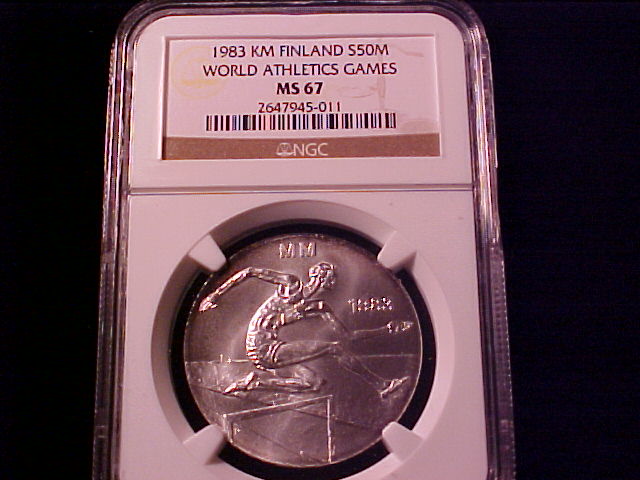 1983 KM FINLAND S50M
WORLD ATHLETICS GAMES
MS 67
2647945-011
NGC
MM
1983